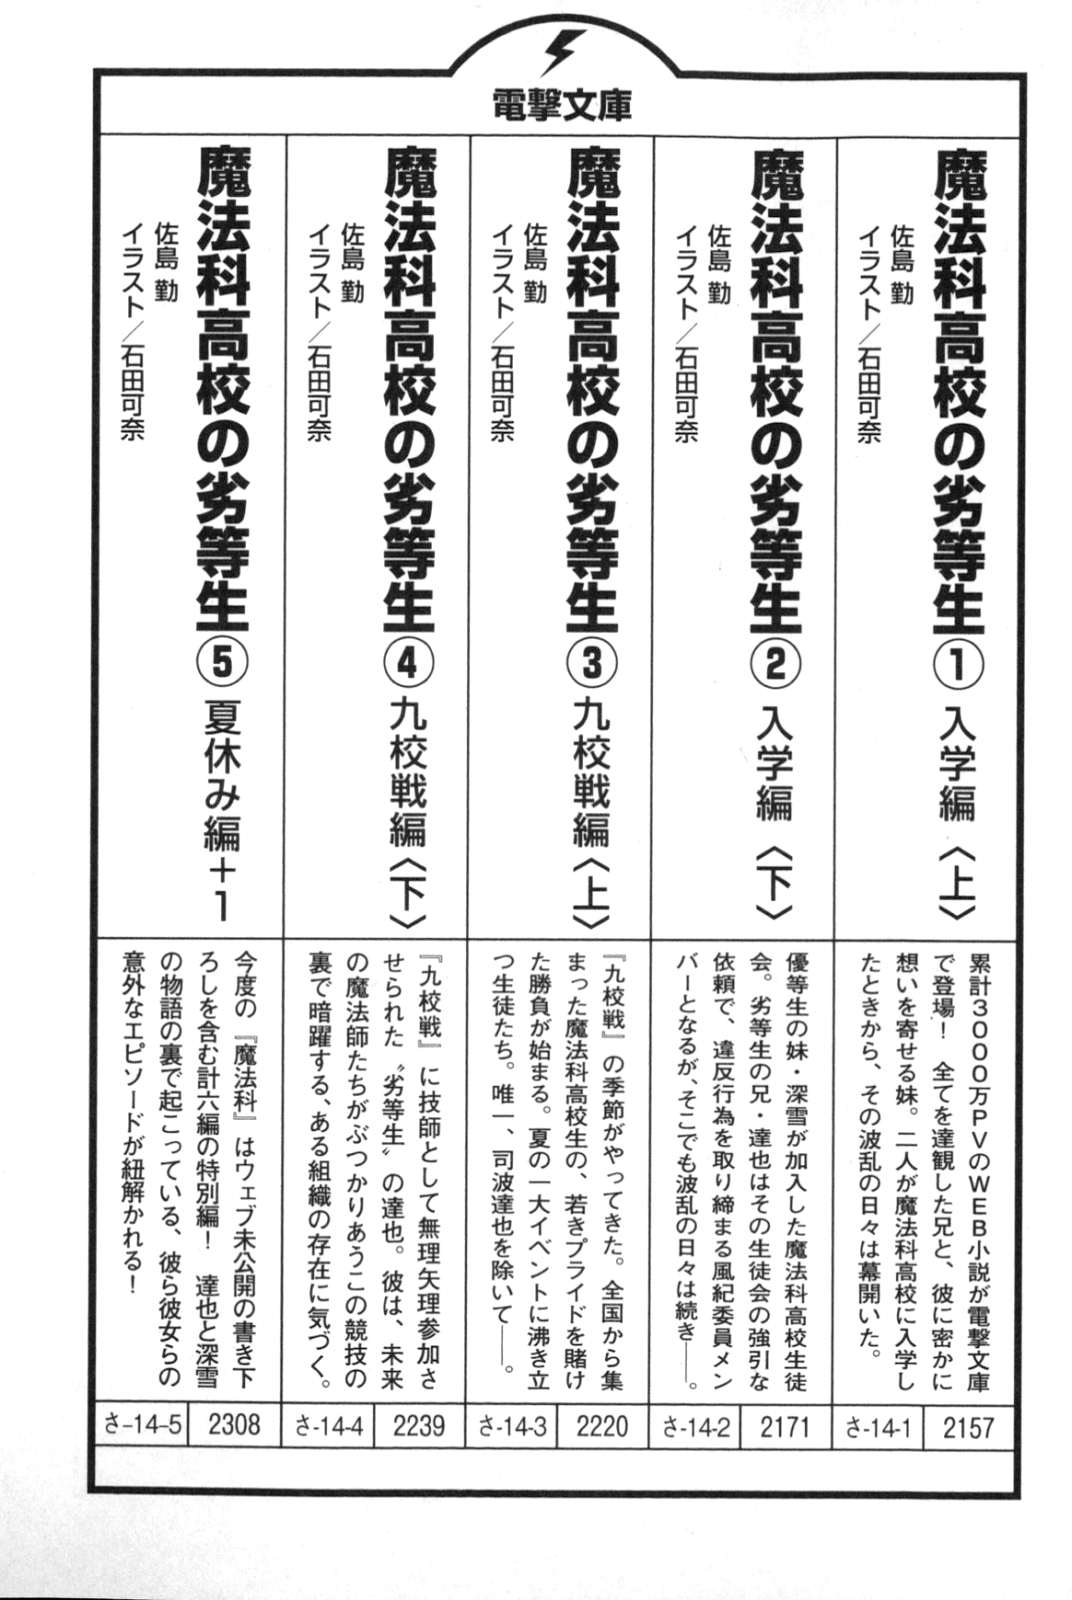 電撃文庫
魔法科高校の劣等生①入学編〈上〉
佐島 勤
イラスト／石田可奈
累計3000万PVのWEB小説が電撃文庫
で登場！ 全てを達観した兄と、彼に密かに
想いを寄せる妹。二人が魔法科高校に入学し
たときから、その波乱の日々は幕開いた。
さ-14-1
2157
魔法科高校の劣等生②入学編〈下〉
佐島 勤
イラスト／石田可奈
優等生の妹・深雪が加入した魔法科高校生徒
会。劣等生の兄・達也はその生徒会の強引な
依頼で、違反行為を取り締まる風紀委員メン
バーとなるが、そこでも波乱の日々は続き――。
さ-14-2
2171
魔法科高校の劣等生③九校戦編〈上〉
佐島 勤
イラスト／石田可奈
『九校戦』の季節がやってきた。全国から集
まった魔法科高校生の、若きプライドを賭け
た勝負が始まる。夏の一大イベントに沸き立
つ生徒たち。唯一、司波達也を除いて――。
さ-14-3
2220
魔法科高校の劣等生④九校戦編〈下〉
佐島 勤
イラスト／石田可奈
『九校戦』に技師として無理矢理参加さ
せられた〝劣等生〟の達也。彼は、未来
の魔法師たちがぶつかりあうこの競技の
裏で暗躍する、ある組織の存在に気づく。
さ-14-4
2239
魔法科高校の劣等生⑤夏休み編＋1
佐島 勤
イラスト／石田可奈
今度の『魔法科』はウェブ未公開の書き下
ろしを含む計六編の特別編！ 達也と深雪
の物語の裏で起こっている、彼ら彼女らの
意外なエピソードが紐解かれる！
さ-14-5
2308